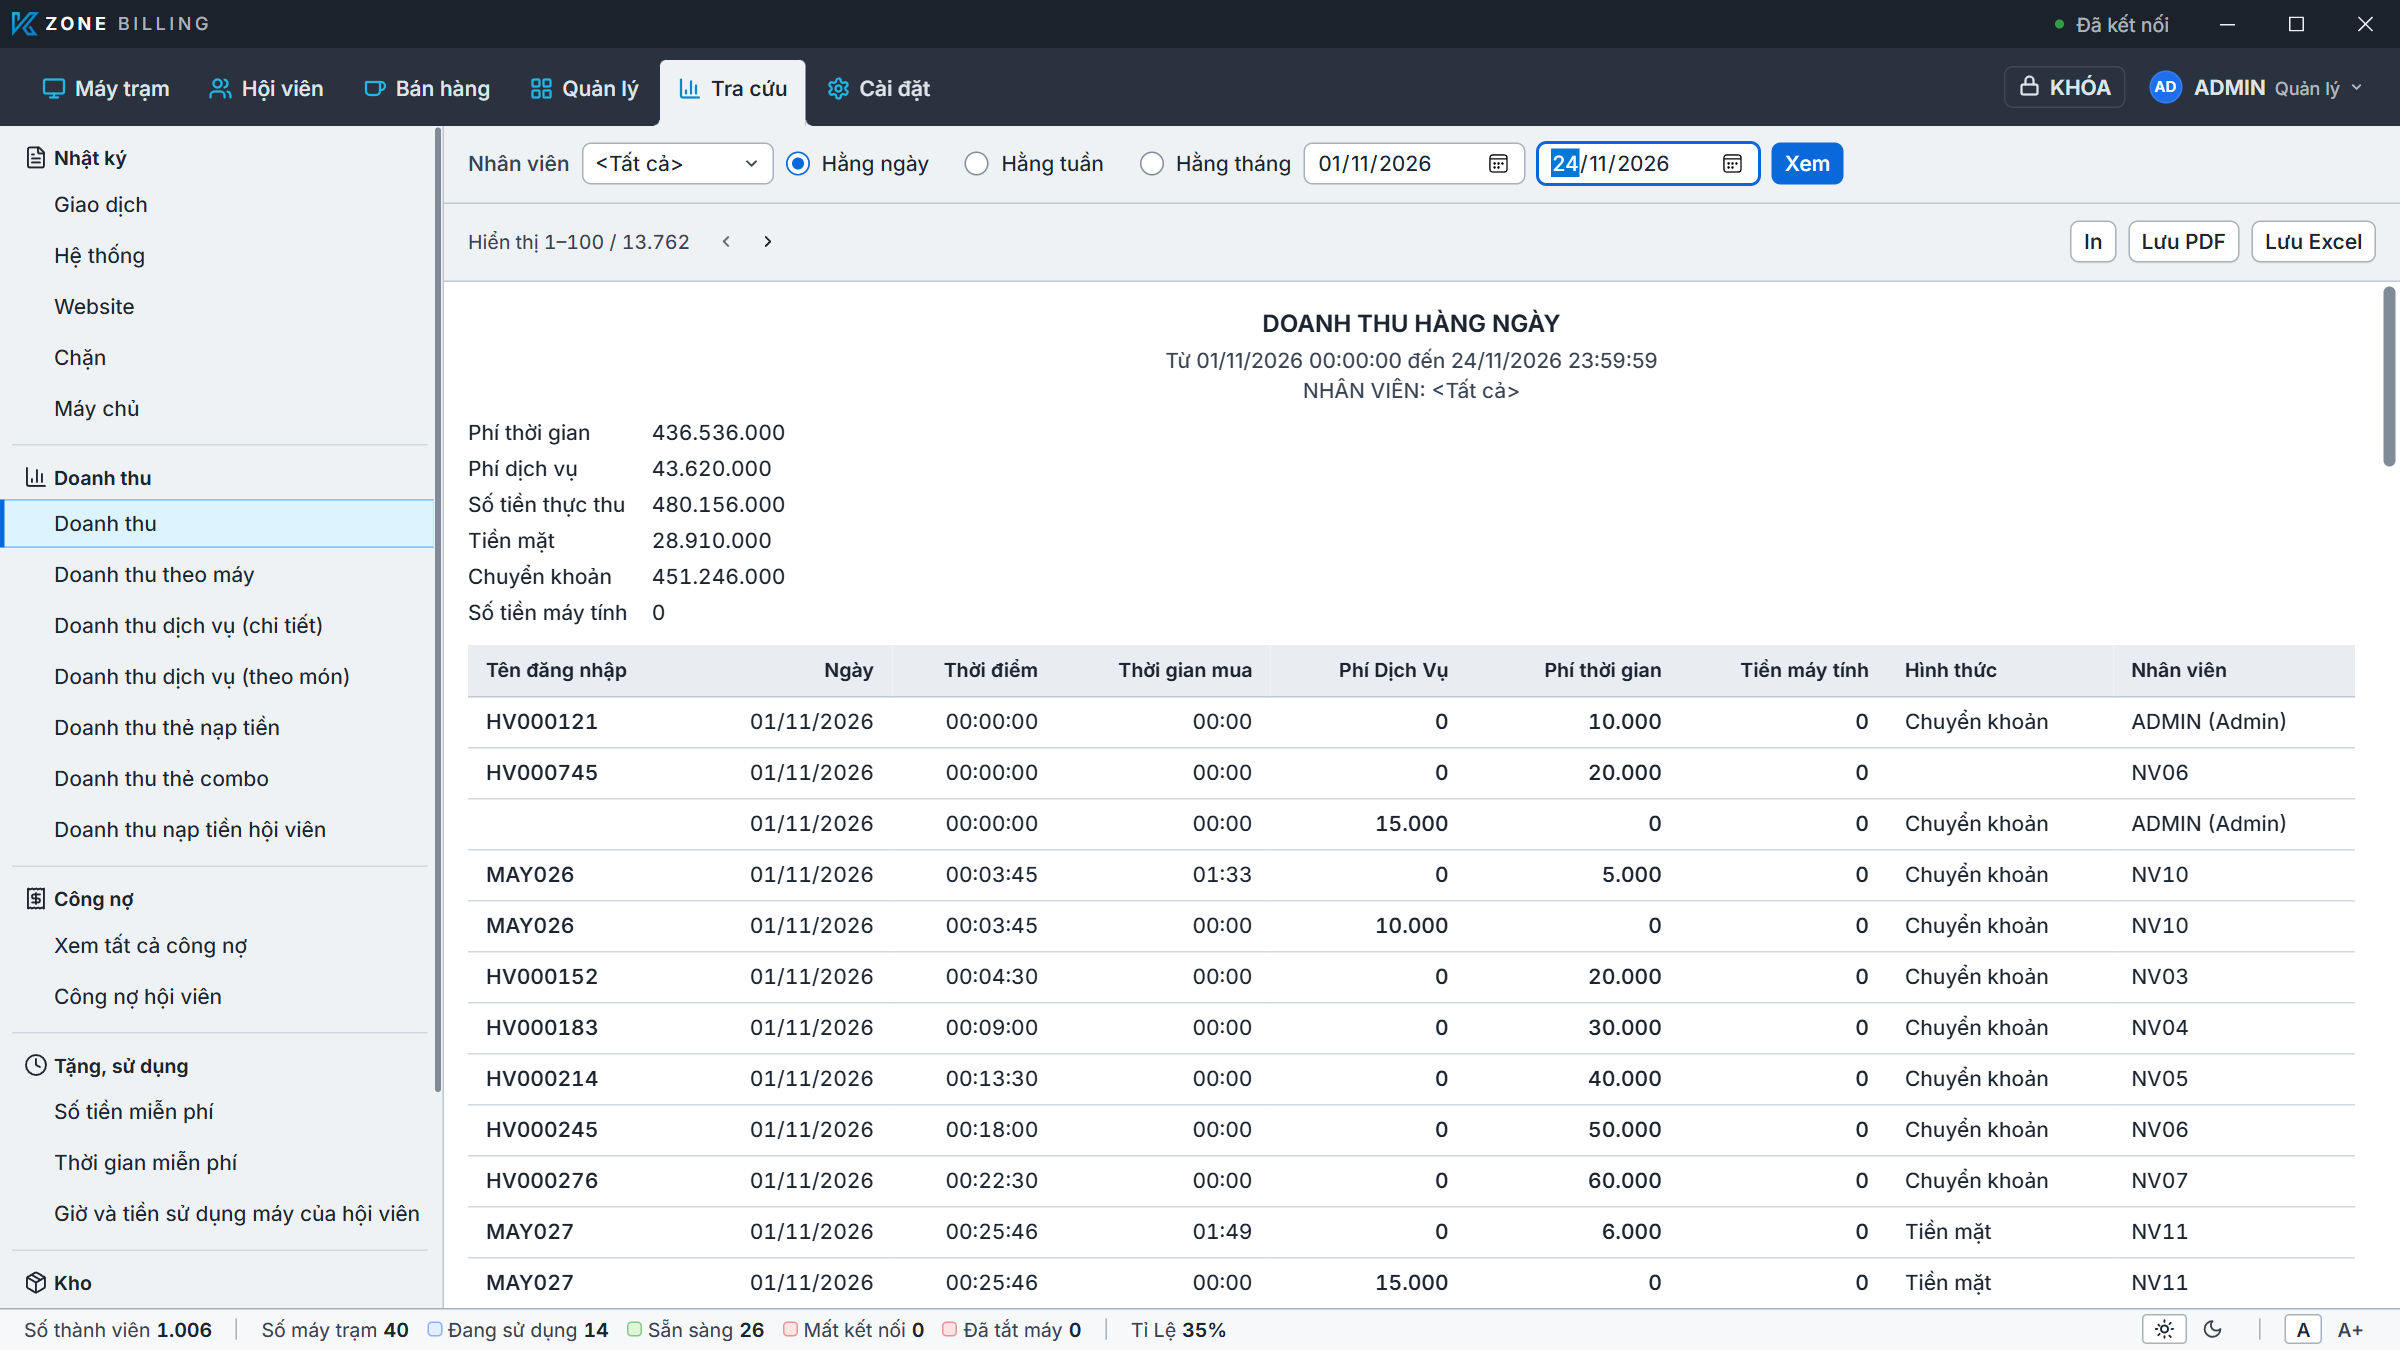 ZONE BILLING
Đã kết nối
Máy trạm
Hội viên
Bán hàng
Quản lý
Tra cứu
Cài đặt
KHÓA
AD ADMIN Quản lý
Nhật ký
Giao dịch
Hệ thống
Website
Chặn
Máy chủ
Doanh thu
Doanh thu
Doanh thu theo máy
Doanh thu dịch vụ (chi tiết)
Doanh thu dịch vụ (theo món)
Doanh thu thẻ nạp tiền
Doanh thu thẻ combo
Doanh thu nạp tiền hội viên
Công nợ
Xem tất cả công nợ
Công nợ hội viên
Tặng, sử dụng
Số tiền miễn phí
Thời gian miễn phí
Giờ và tiền sử dụng máy của hội viên
Kho
Nhân viên <Tất cả> Hằng ngày Hằng tuần Hằng tháng 01/11/2026 24/11/2026 Xem
Hiển thị 1–100 / 13.762
In Lưu PDF Lưu Excel
DOANH THU HÀNG NGÀY
Từ 01/11/2026 00:00:00 đến 24/11/2026 23:59:59
NHÂN VIÊN: <Tất cả>
Phí thời gian 436.536.000
Phí dịch vụ 43.620.000
Số tiền thực thu 480.156.000
Tiền mặt 28.910.000
Chuyển khoản 451.246.000
Số tiền máy tính 0
Tên đăng nhập Ngày Thời điểm Thời gian mua Phí Dịch Vụ Phí thời gian Tiền máy tính Hình thức Nhân viên
HV000121 01/11/2026 00:00:00 00:00 0 10.000 0 Chuyển khoản ADMIN (Admin)
HV000745 01/11/2026 00:00:00 00:00 0 20.000 0 NV06
01/11/2026 00:00:00 00:00 15.000 0 0 Chuyển khoản ADMIN (Admin)
MAY026 01/11/2026 00:03:45 01:33 0 5.000 0 Chuyển khoản NV10
MAY026 01/11/2026 00:03:45 00:00 10.000 0 0 Chuyển khoản NV10
HV000152 01/11/2026 00:04:30 00:00 0 20.000 0 Chuyển khoản NV03
HV000183 01/11/2026 00:09:00 00:00 0 30.000 0 Chuyển khoản NV04
HV000214 01/11/2026 00:13:30 00:00 0 40.000 0 Chuyển khoản NV05
HV000245 01/11/2026 00:18:00 00:00 0 50.000 0 Chuyển khoản NV06
HV000276 01/11/2026 00:22:30 00:00 0 60.000 0 Chuyển khoản NV07
MAY027 01/11/2026 00:25:46 01:49 0 6.000 0 Tiền mặt NV11
MAY027 01/11/2026 00:25:46 00:00 15.000 0 0 Tiền mặt NV11
Số thành viên 1.006 Số máy trạm 40 Đang sử dụng 14 Sẵn sàng 26 Mất kết nối 0 Đã tắt máy 0 Tỉ Lệ 35%
A A+